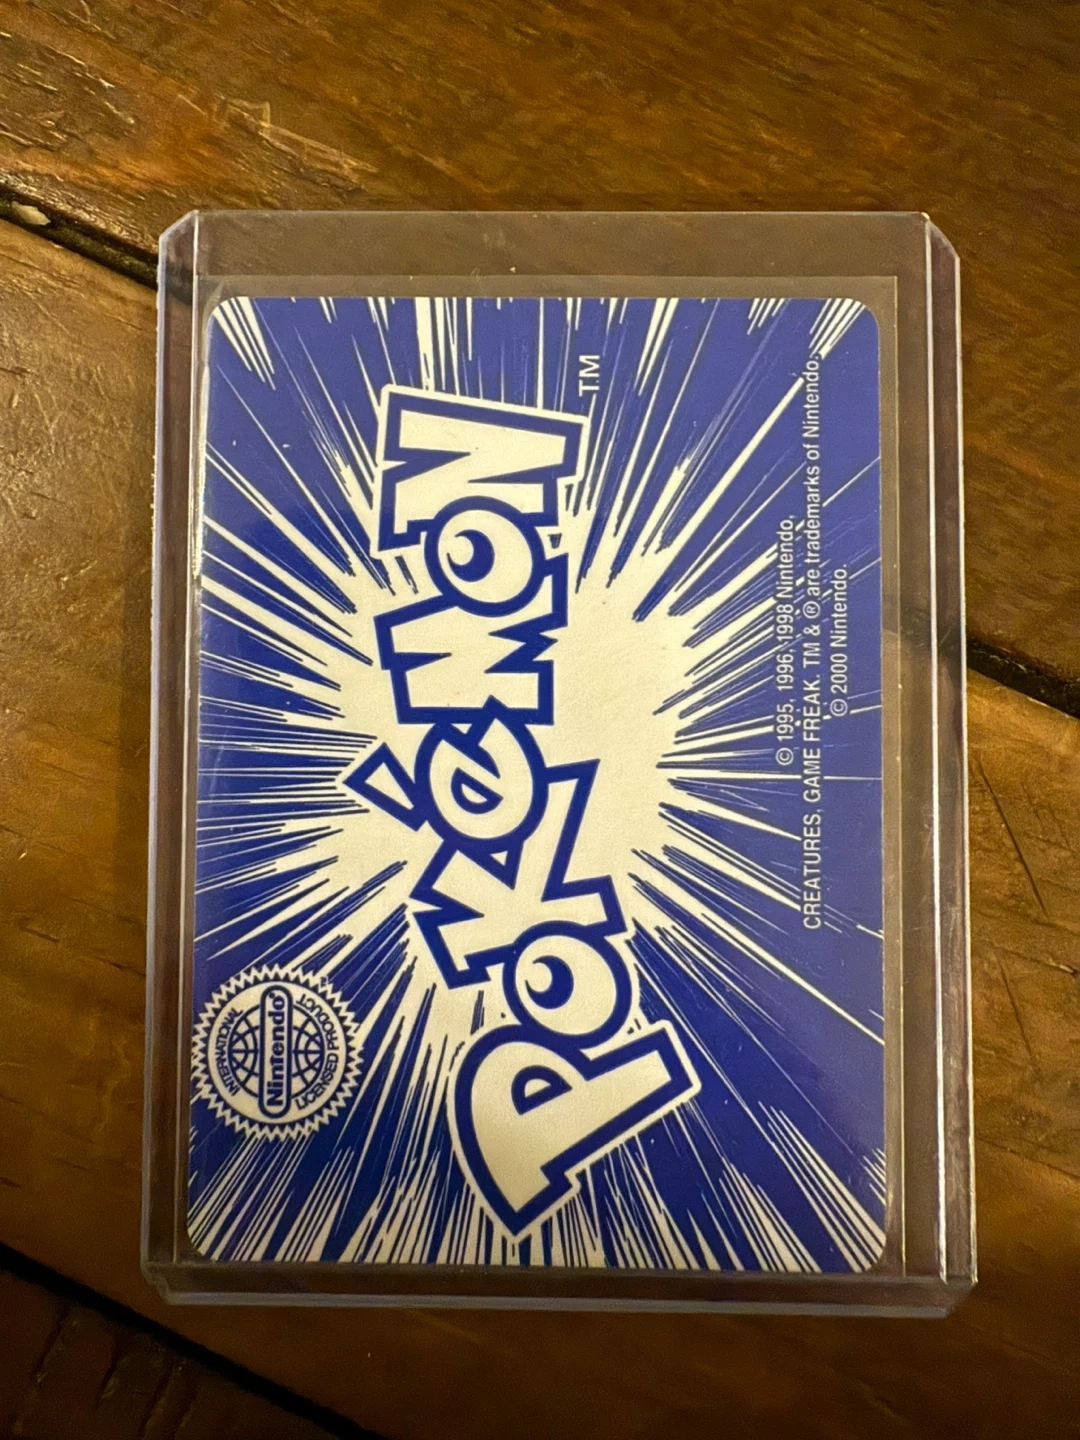 POKéMON TM
INTERNATIONAL
Nintendo®
LICENSED PRODUCT
© 1995, 1996, 1998 Nintendo,
CREATURES, GAME FREAK. TM & ® are trademarks of Nintendo.
© 2000 Nintendo.